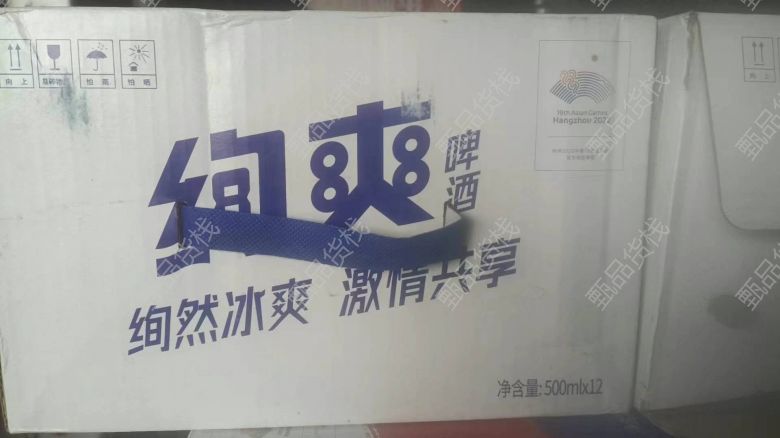 向上
易碎物品
怕雨
怕晒
19th Asian Games
Hangzhou 2022
绚爽
啤酒
绚然冰爽 激情共享
净含量: 500mlx12
甄品货栈